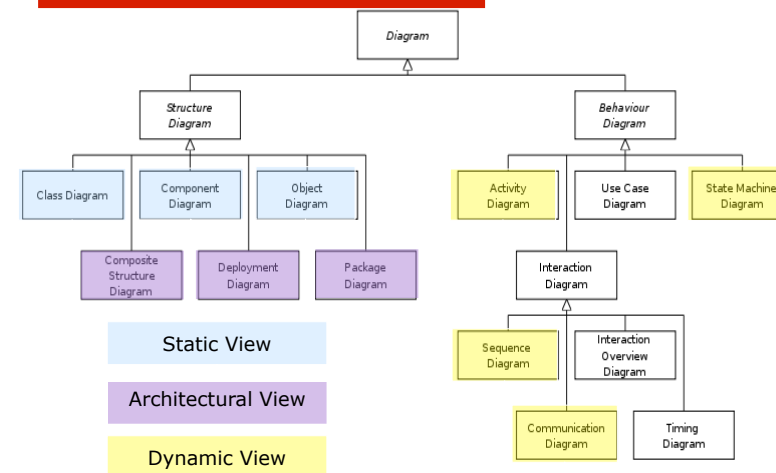 Diagram
Structure
Diagram
Behaviour
Diagram
Class Diagram
Component
Diagram
Object
Diagram
Activity
Diagram
Use Case
Diagram
State Machine
Diagram
Composite
Structure
Diagram
Deployment
Diagram
Package
Diagram
Interaction
Diagram
Static View
Sequence
Diagram
Interaction
Overview
Diagram
Architectural View
Communication
Diagram
Timing
Diagram
Dynamic View